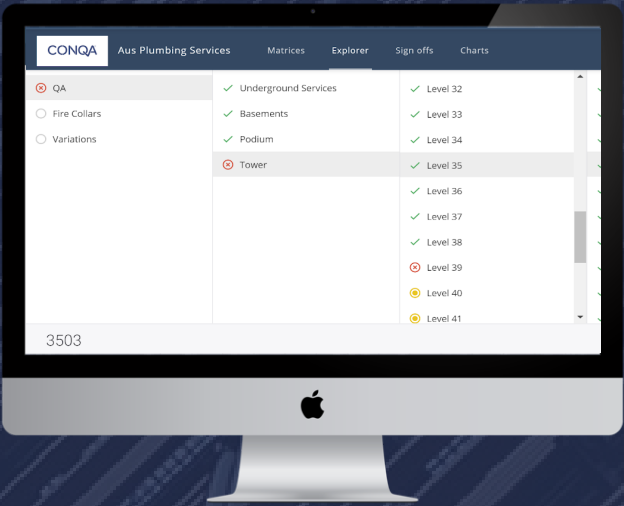 CONQA
Aus Plumbing Services
Matrices
Explorer
Sign offs
Charts
QA
Fire Collars
Variations
Underground Services
Basements
Podium
Tower
Level 32
Level 33
Level 34
Level 35
Level 36
Level 37
Level 38
Level 39
Level 40
Level 41
3503